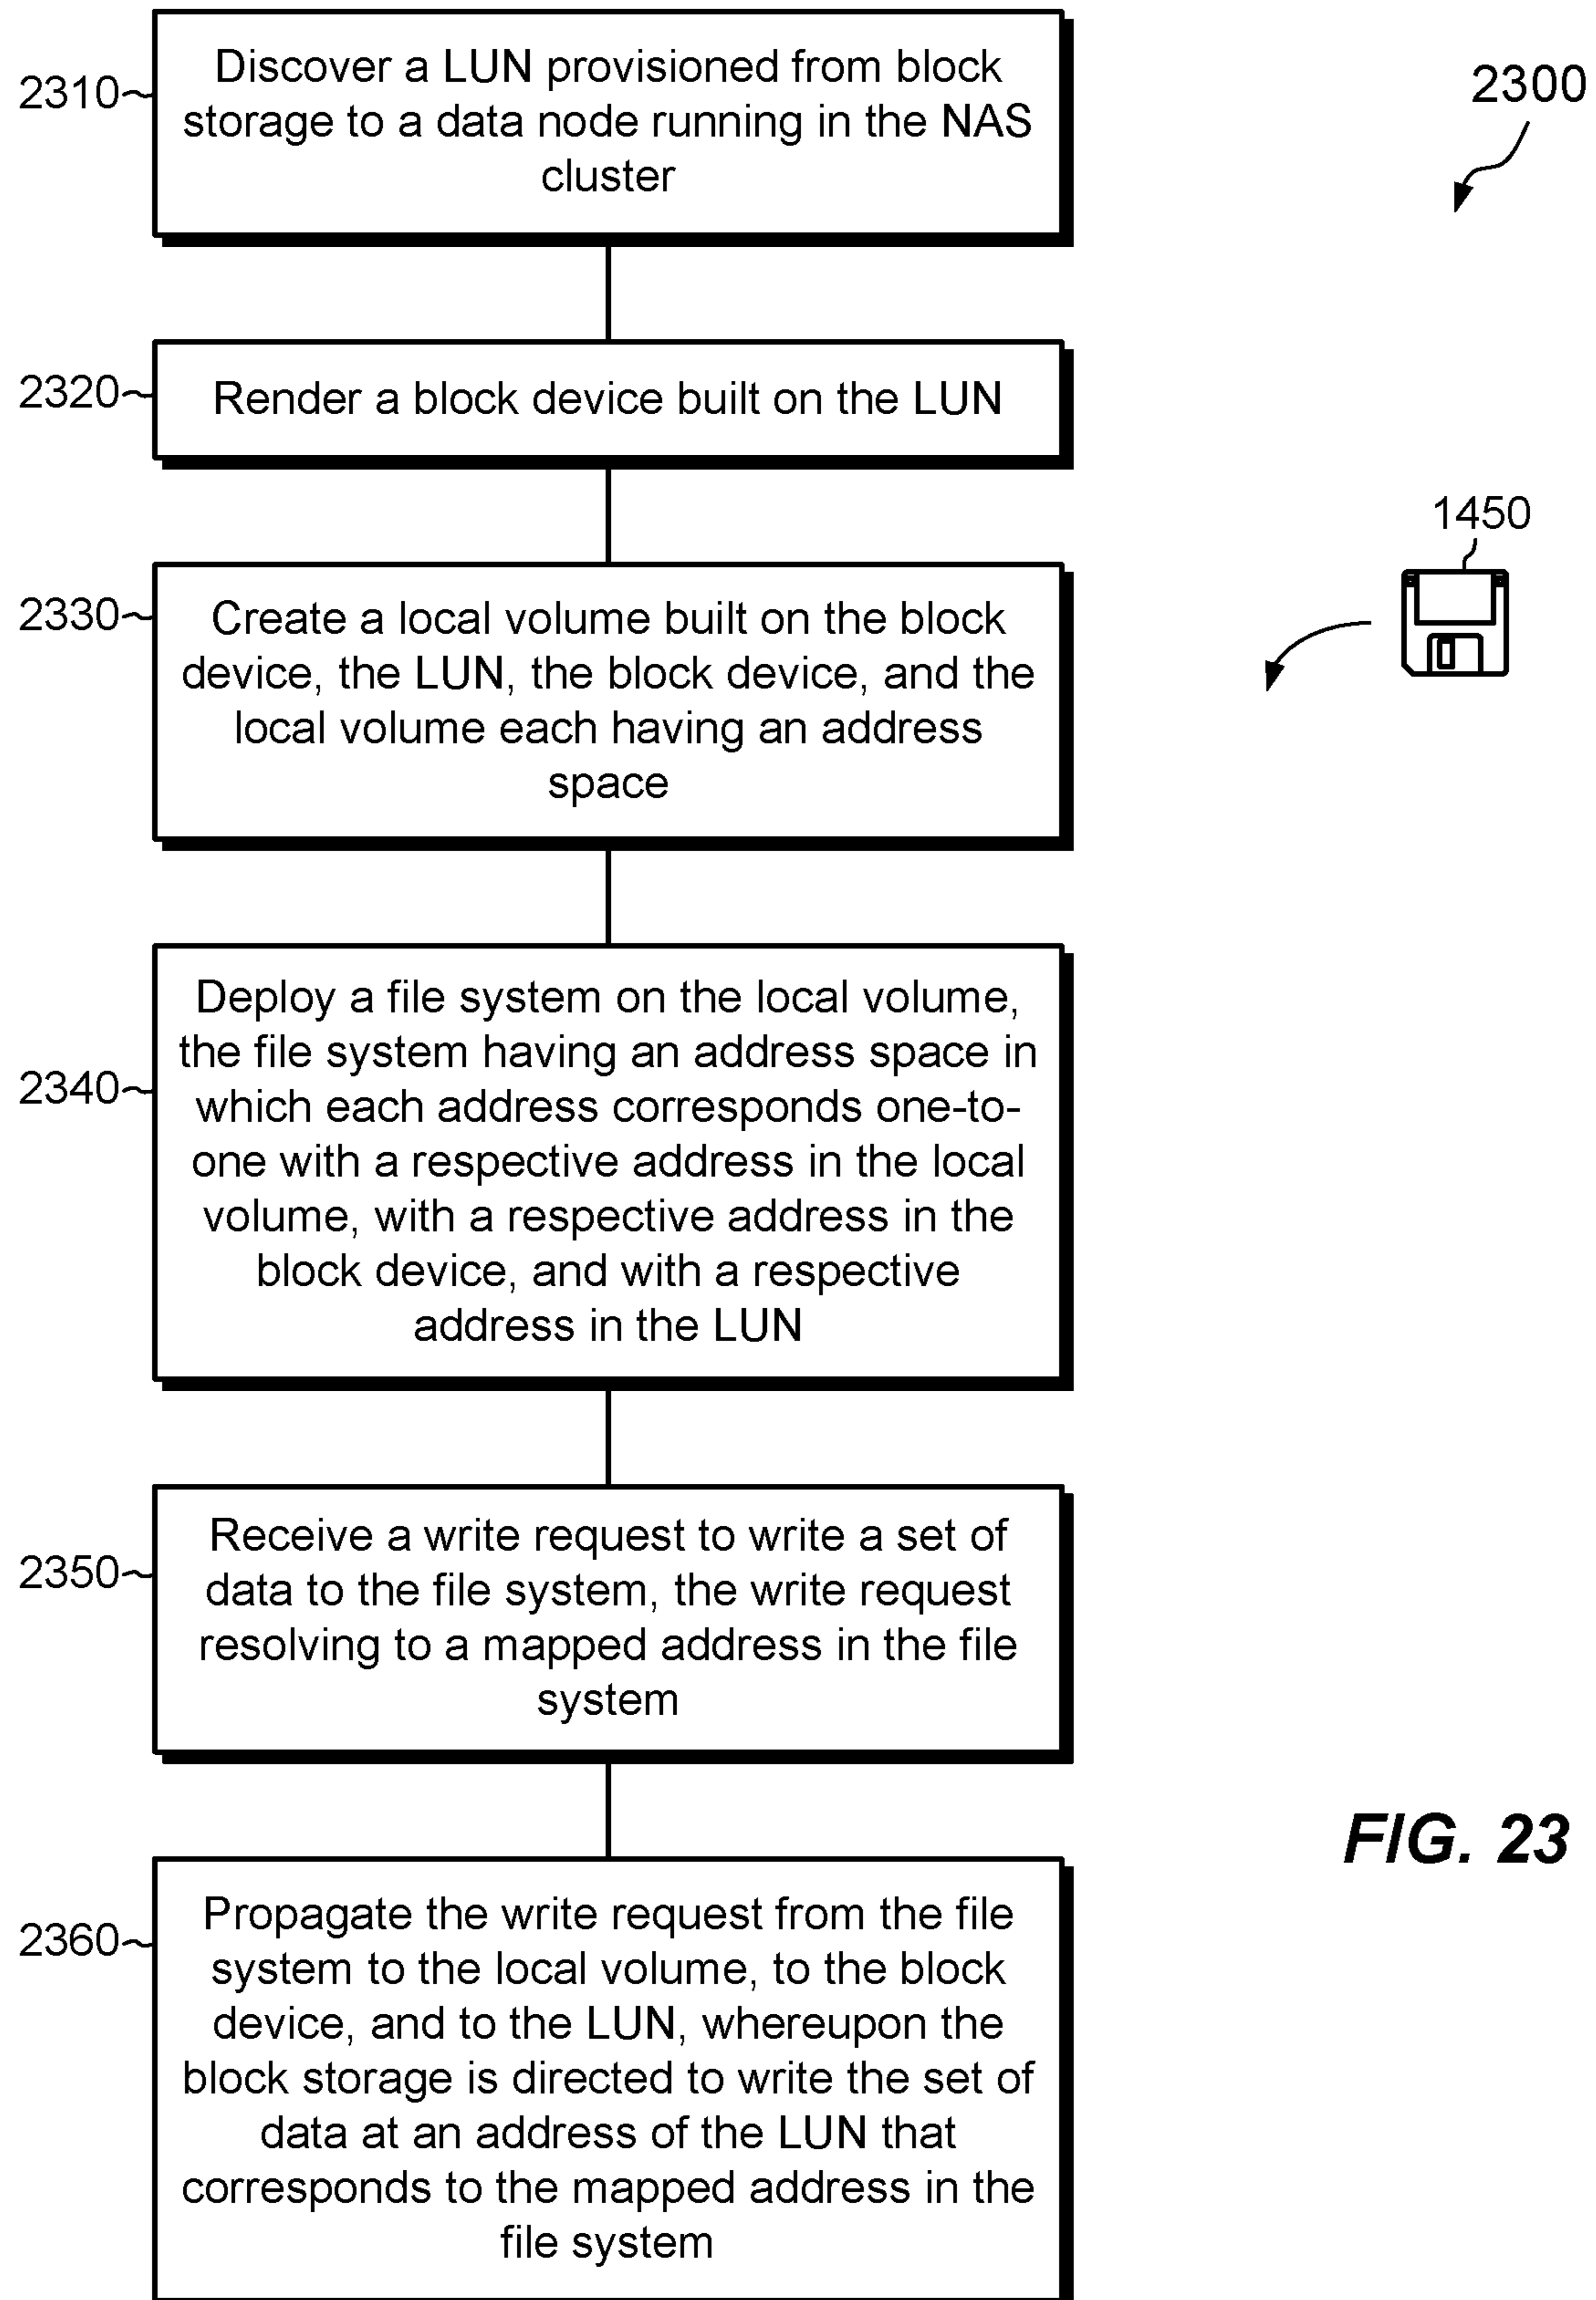 2310
Discover a LUN provisioned from block
storage to a data node running in the NAS
cluster
2300
2320
Render a block device built on the LUN
1450
2330
Create a local volume built on the block
device, the LUN, the block device, and the
local volume each having an address
space
2340
Deploy a file system on the local volume,
the file system having an address space in
which each address corresponds one-to-
one with a respective address in the local
volume, with a respective address in the
block device, and with a respective
address in the LUN
2350
Receive a write request to write a set of
data to the file system, the write request
resolving to a mapped address in the file
system
FIG. 23
2360
Propagate the write request from the file
system to the local volume, to the block
device, and to the LUN, whereupon the
block storage is directed to write the set of
data at an address of the LUN that
corresponds to the mapped address in the
file system